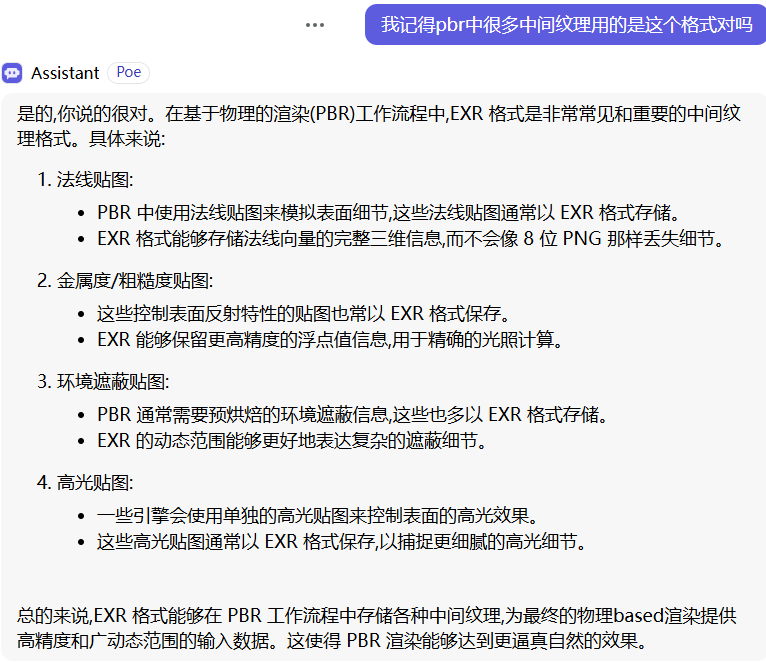 我记得pbr中很多中间纹理用的是这个格式对吗
Assistant Poe
是的,你说的很对。在基于物理的渲染(PBR)工作流程中,EXR 格式是非常常见和重要的中间纹
理格式。具体来说:
1. 法线贴图:
• PBR 中使用法线贴图来模拟表面细节,这些法线贴图通常以 EXR 格式存储。
• EXR 格式能够存储法线向量的完整三维信息,而不会像 8 位 PNG 那样丢失细节。
2. 金属度/粗糙度贴图:
• 这些控制表面反射特性的贴图也常以 EXR 格式保存。
• EXR 能够保留更高精度的浮点值信息,用于精确的光照计算。
3. 环境遮蔽贴图:
• PBR 通常需要预烘焙的环境遮蔽信息,这些也多以 EXR 格式存储。
• EXR 的动态范围能够更好地表达复杂的遮蔽细节。
4. 高光贴图:
• 一些引擎会使用单独的高光贴图来控制表面的高光效果。
• 这些高光贴图通常以 EXR 格式保存,以捕捉更细腻的高光细节。
总的来说,EXR 格式能够在 PBR 工作流程中存储各种中间纹理,为最终的物理based渲染提供
高精度和广动态范围的输入数据。这使得 PBR 渲染能够达到更逼真自然的效果。